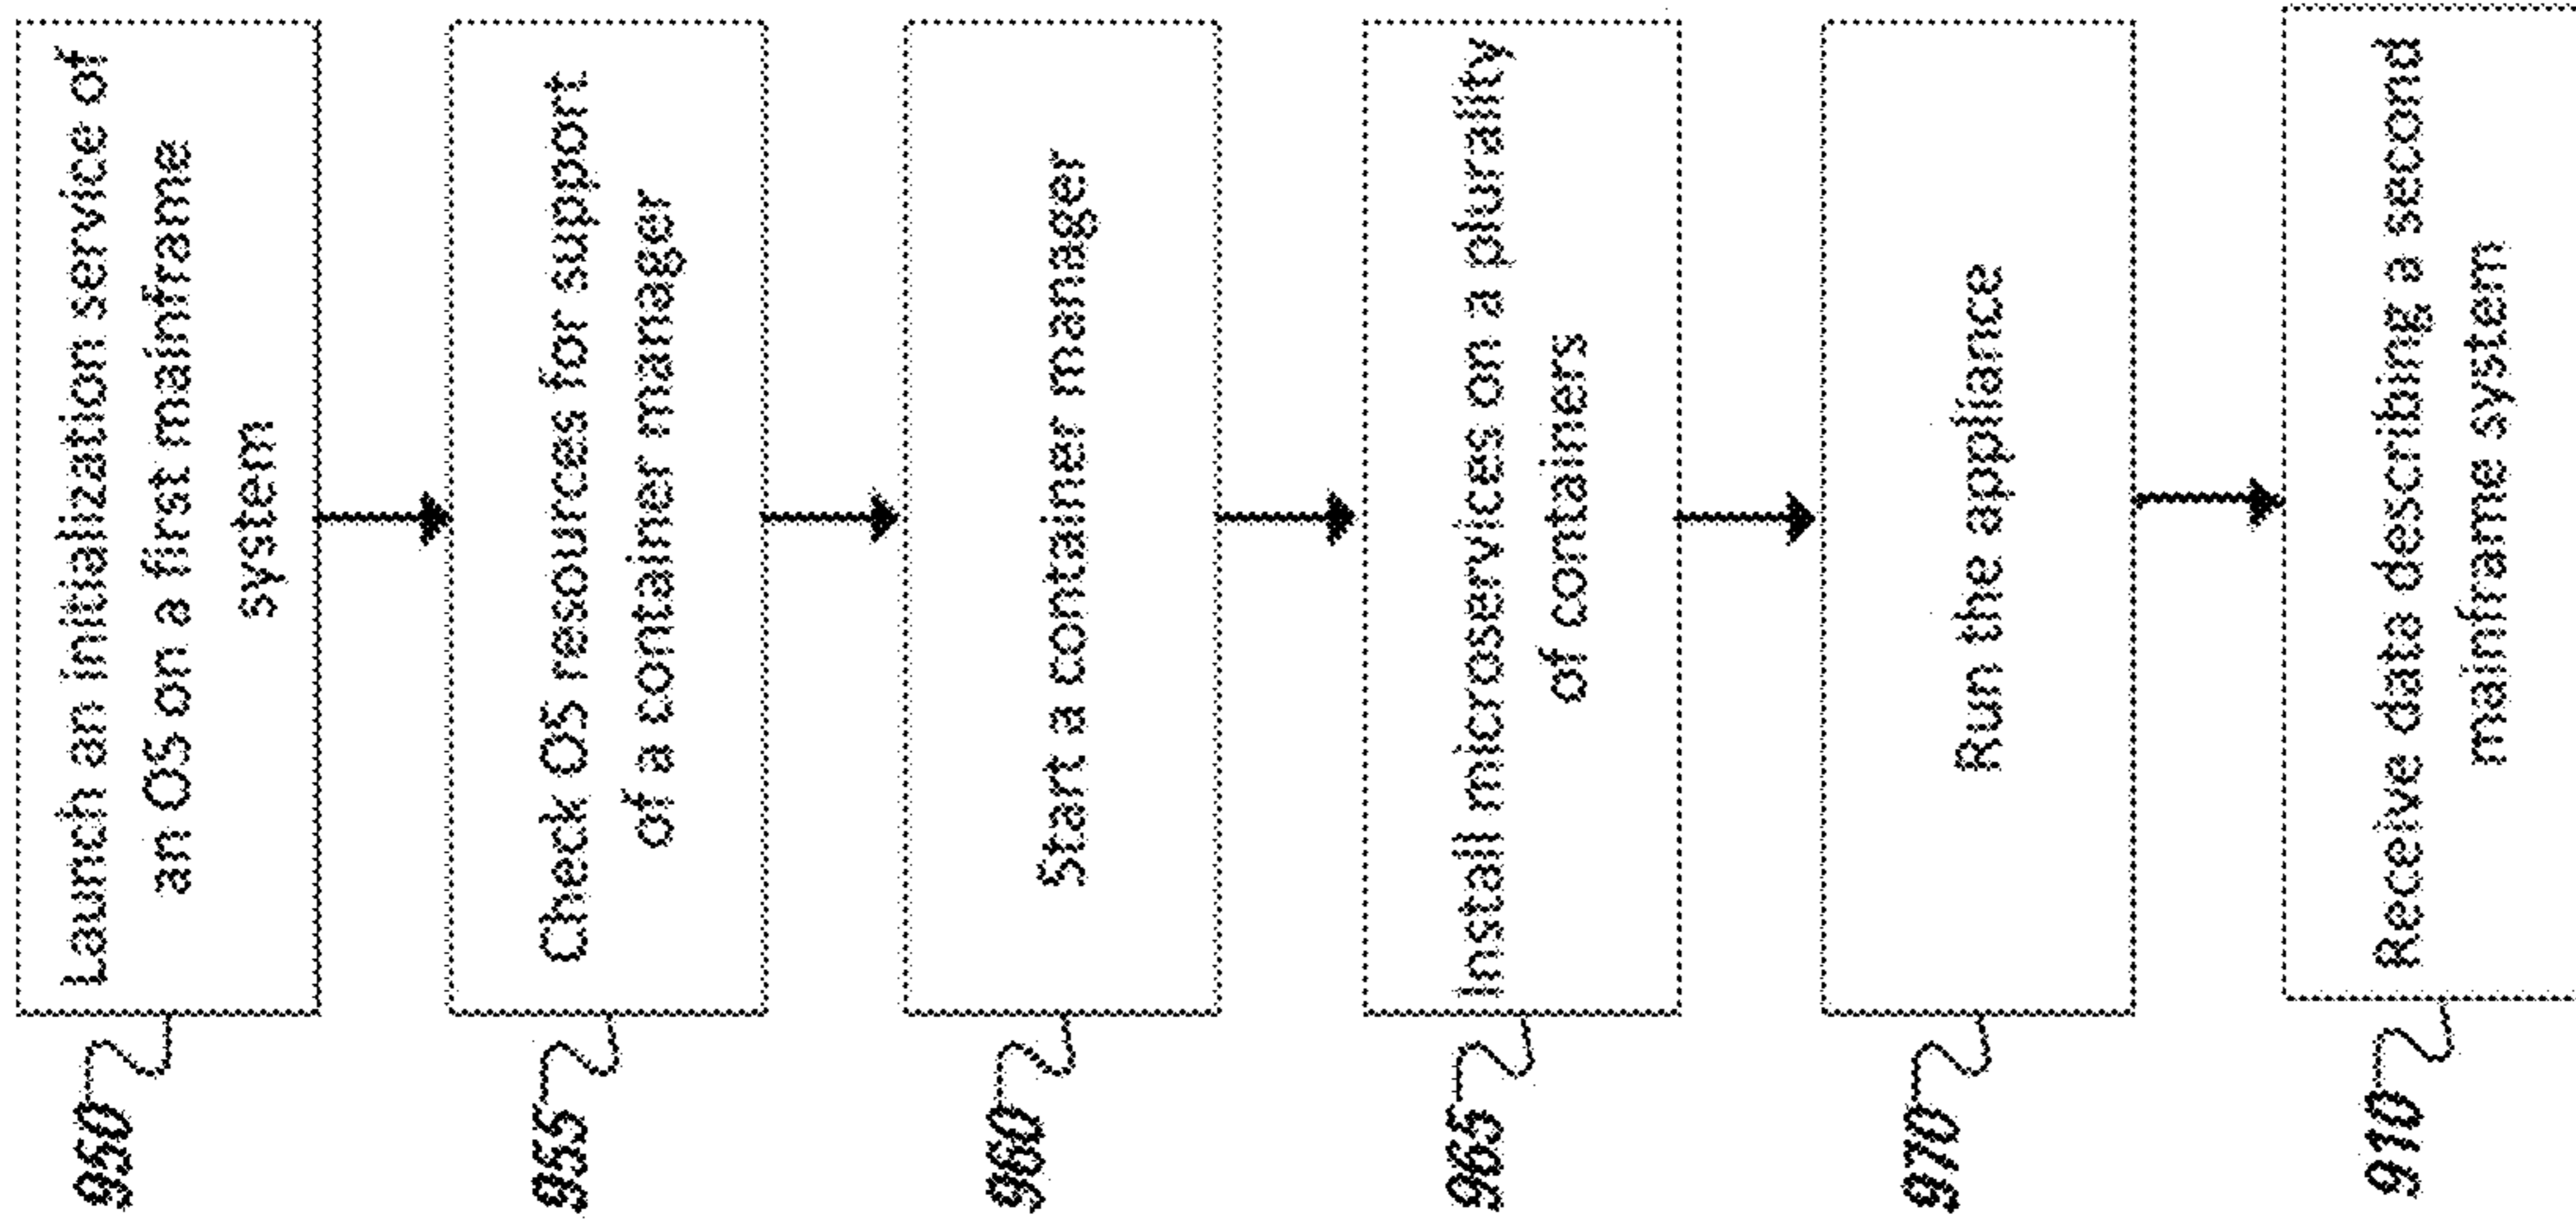 950
Launch an initialization service of
an OS on a first mainframe
system
955
Check OS resources for support
of a container manager
960
Start a container manager
965
Install microservices on a plurality
of containers
970
Run the appliance
910
Receive data describing a second
mainframe system